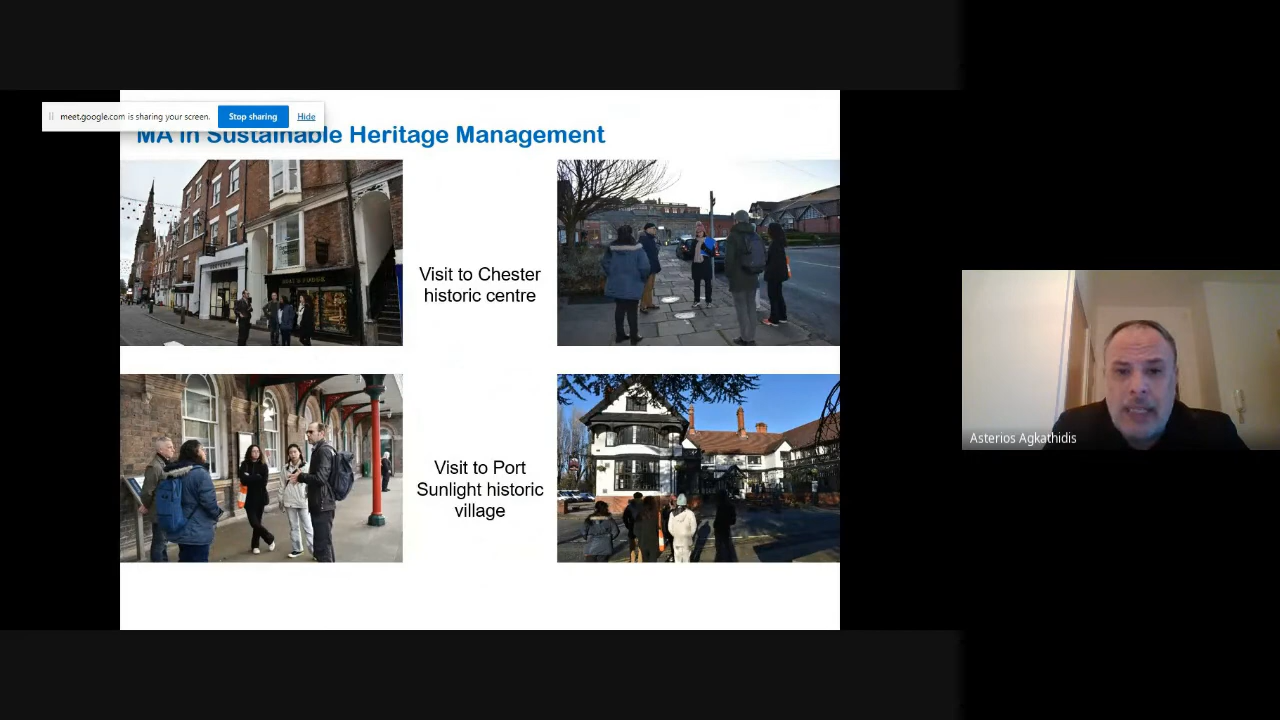 meet.google.com is sharing your screen.
Stop sharing
Hide
MA in Sustainable Heritage Management
Visit to Chester
historic centre
Visit to Port
Sunlight historic
village
Asterios Agkathidis